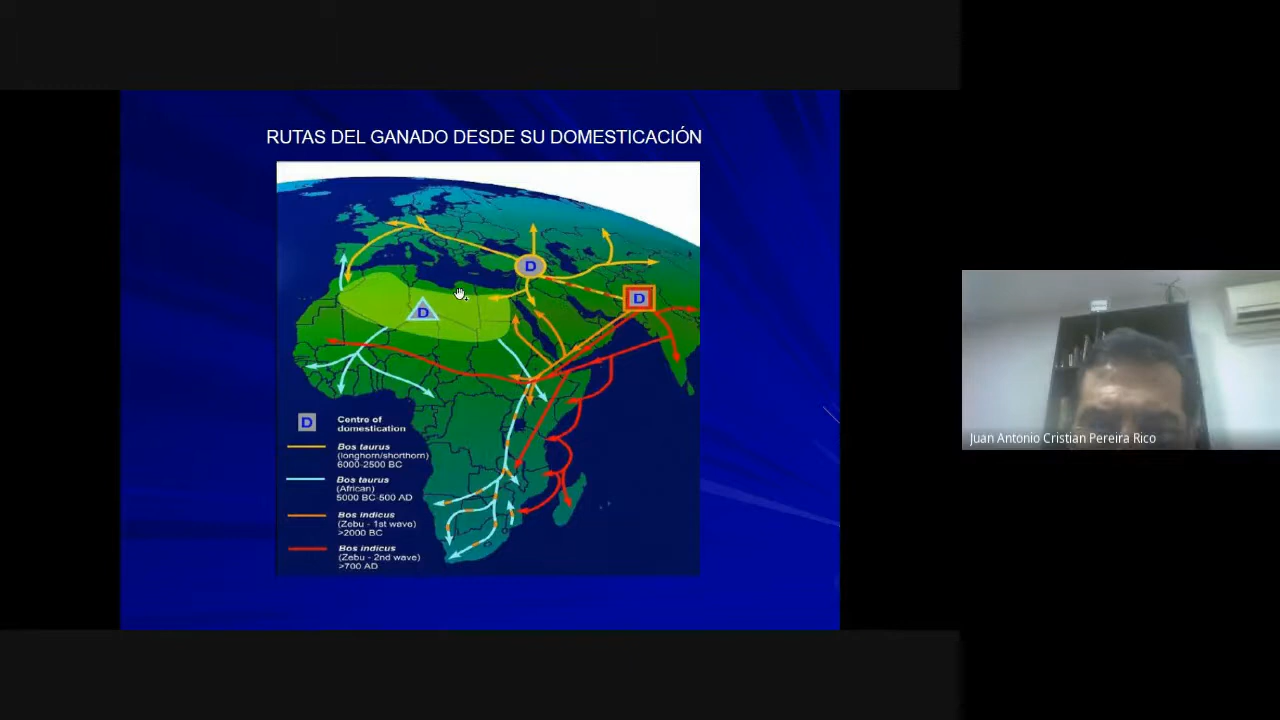 RUTAS DEL GANADO DESDE SU DOMESTICACIÓN
D
D
D
D
Centre of
domestication
Bos taurus
(longhorn/shorthorn)
6000-2500 BC
Bos taurus
(African)
5000 BC-500 AD
Bos indicus
(Zebu - 1st wave)
>2000 BC
Bos indicus
(Zebu - 2nd wave)
>700 AD
Juan Antonio Cristian Pereira Rico